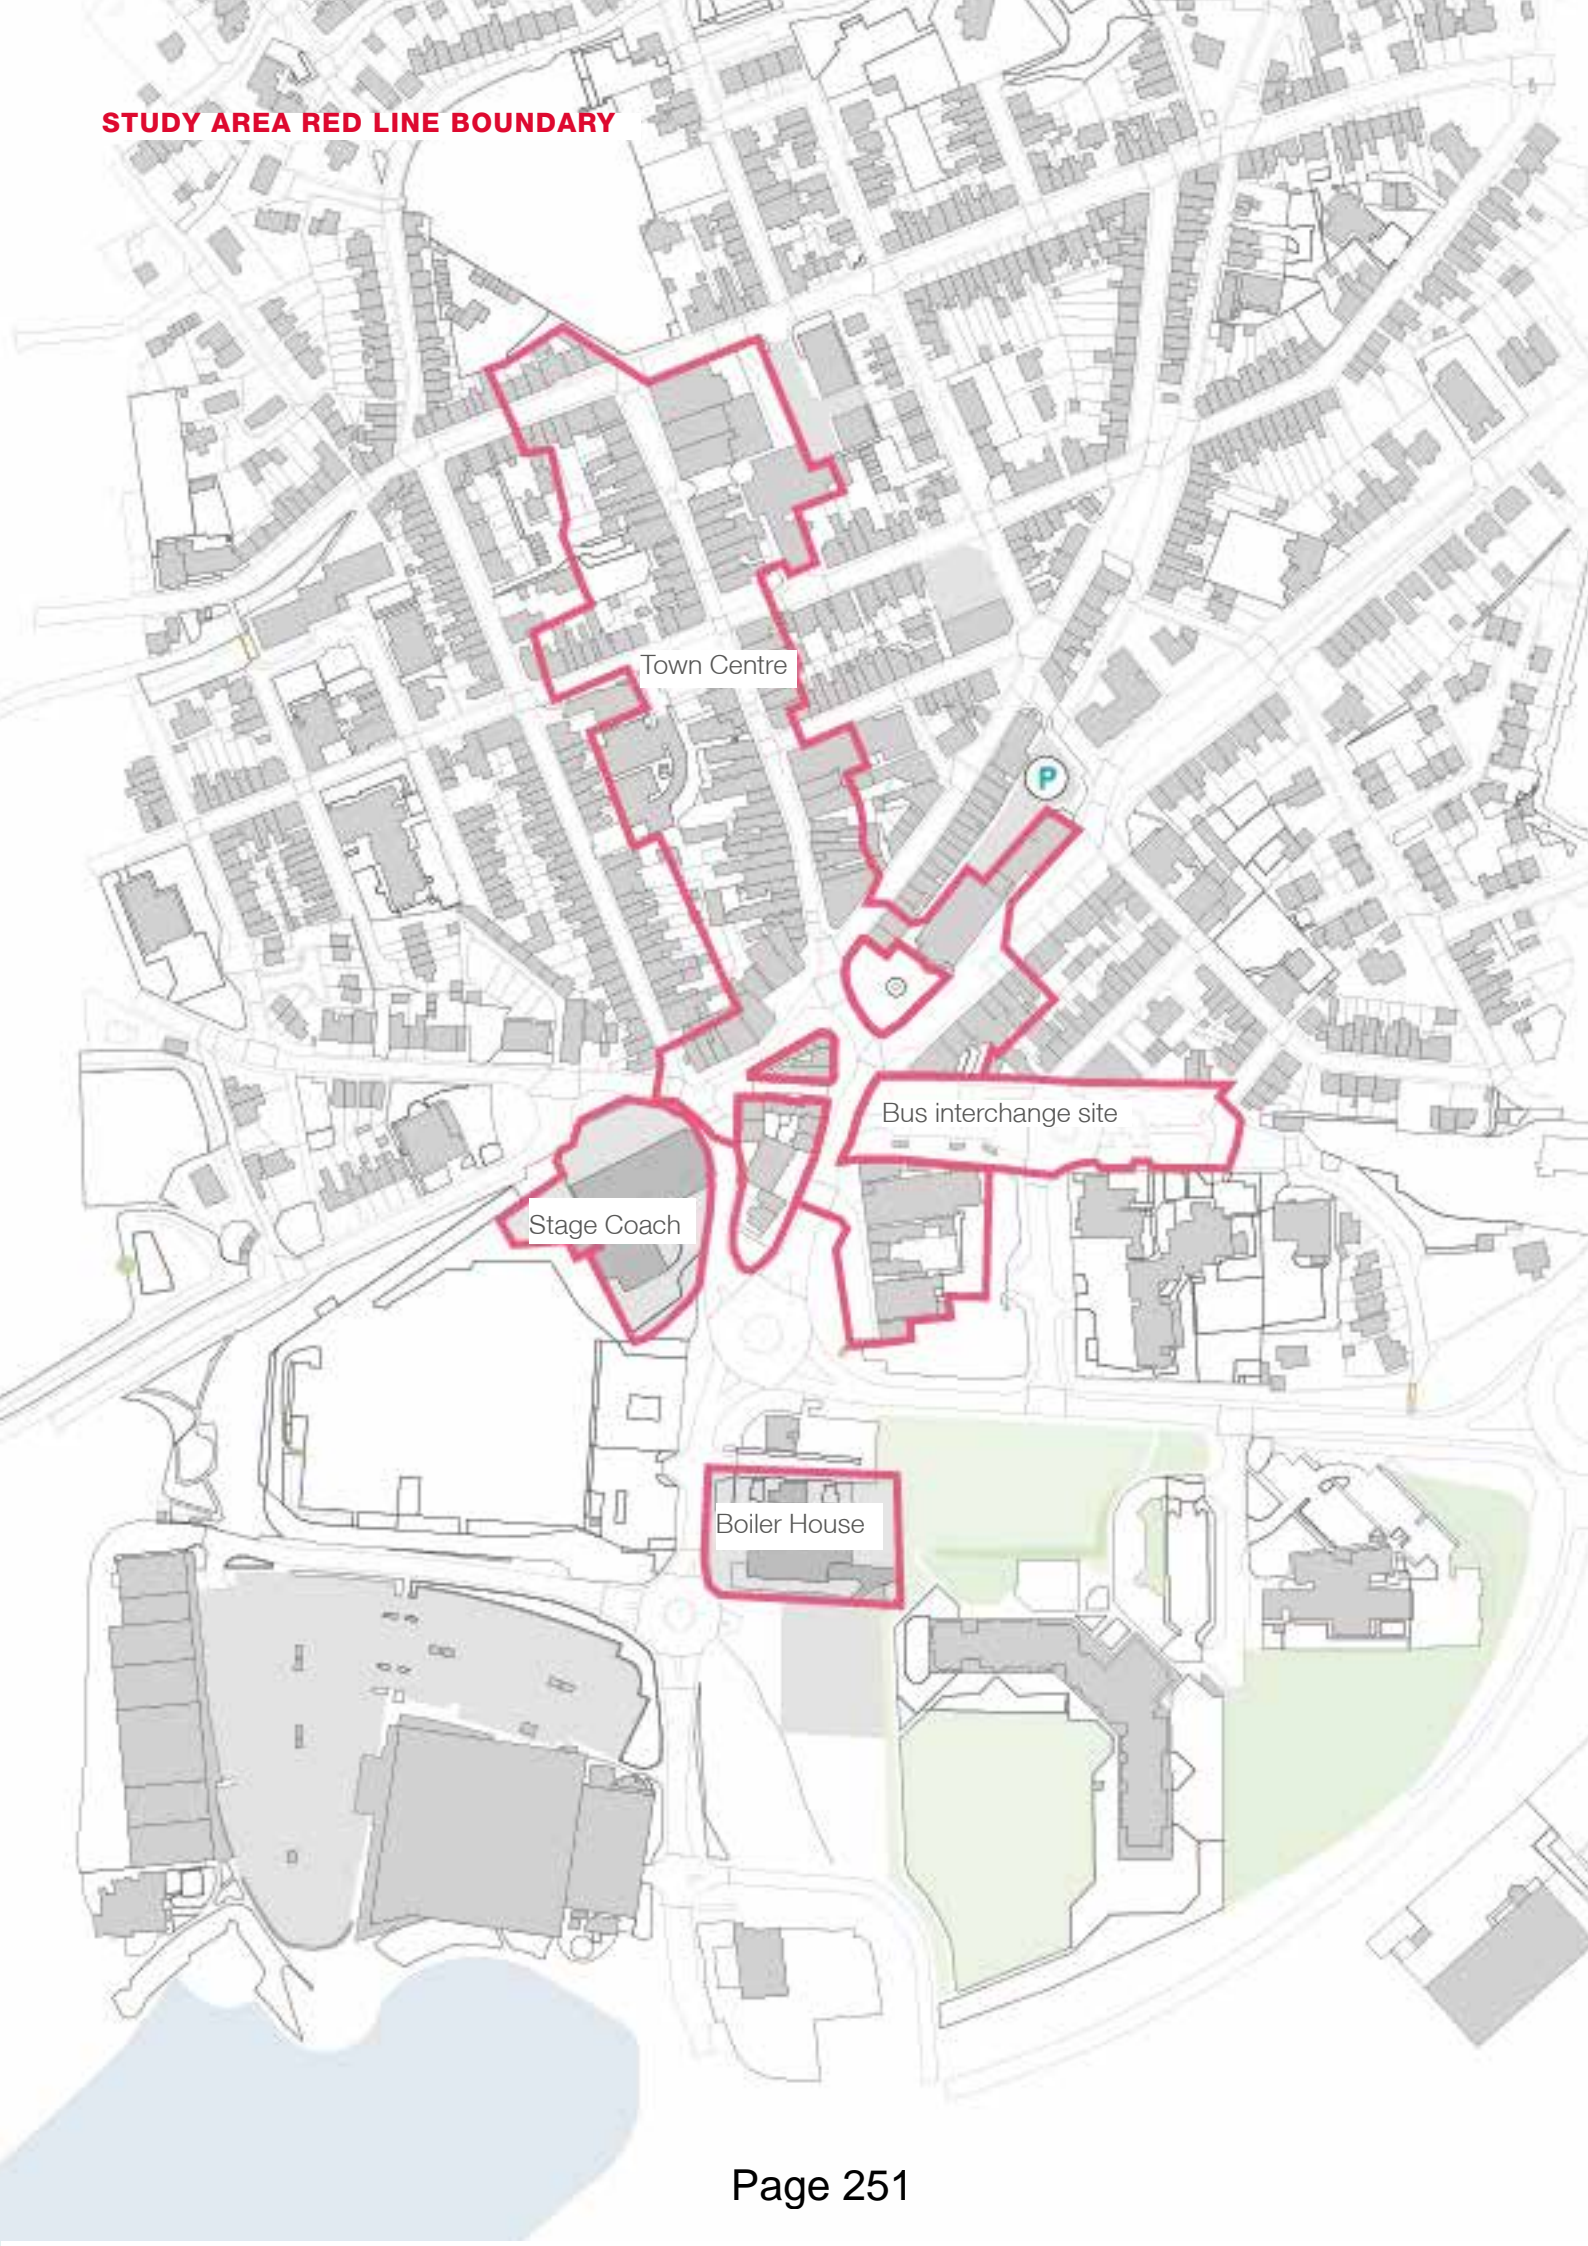 STUDY AREA RED LINE BOUNDARY
Town Centre
P
Bus interchange site
Stage Coach
Boiler House
Page 251